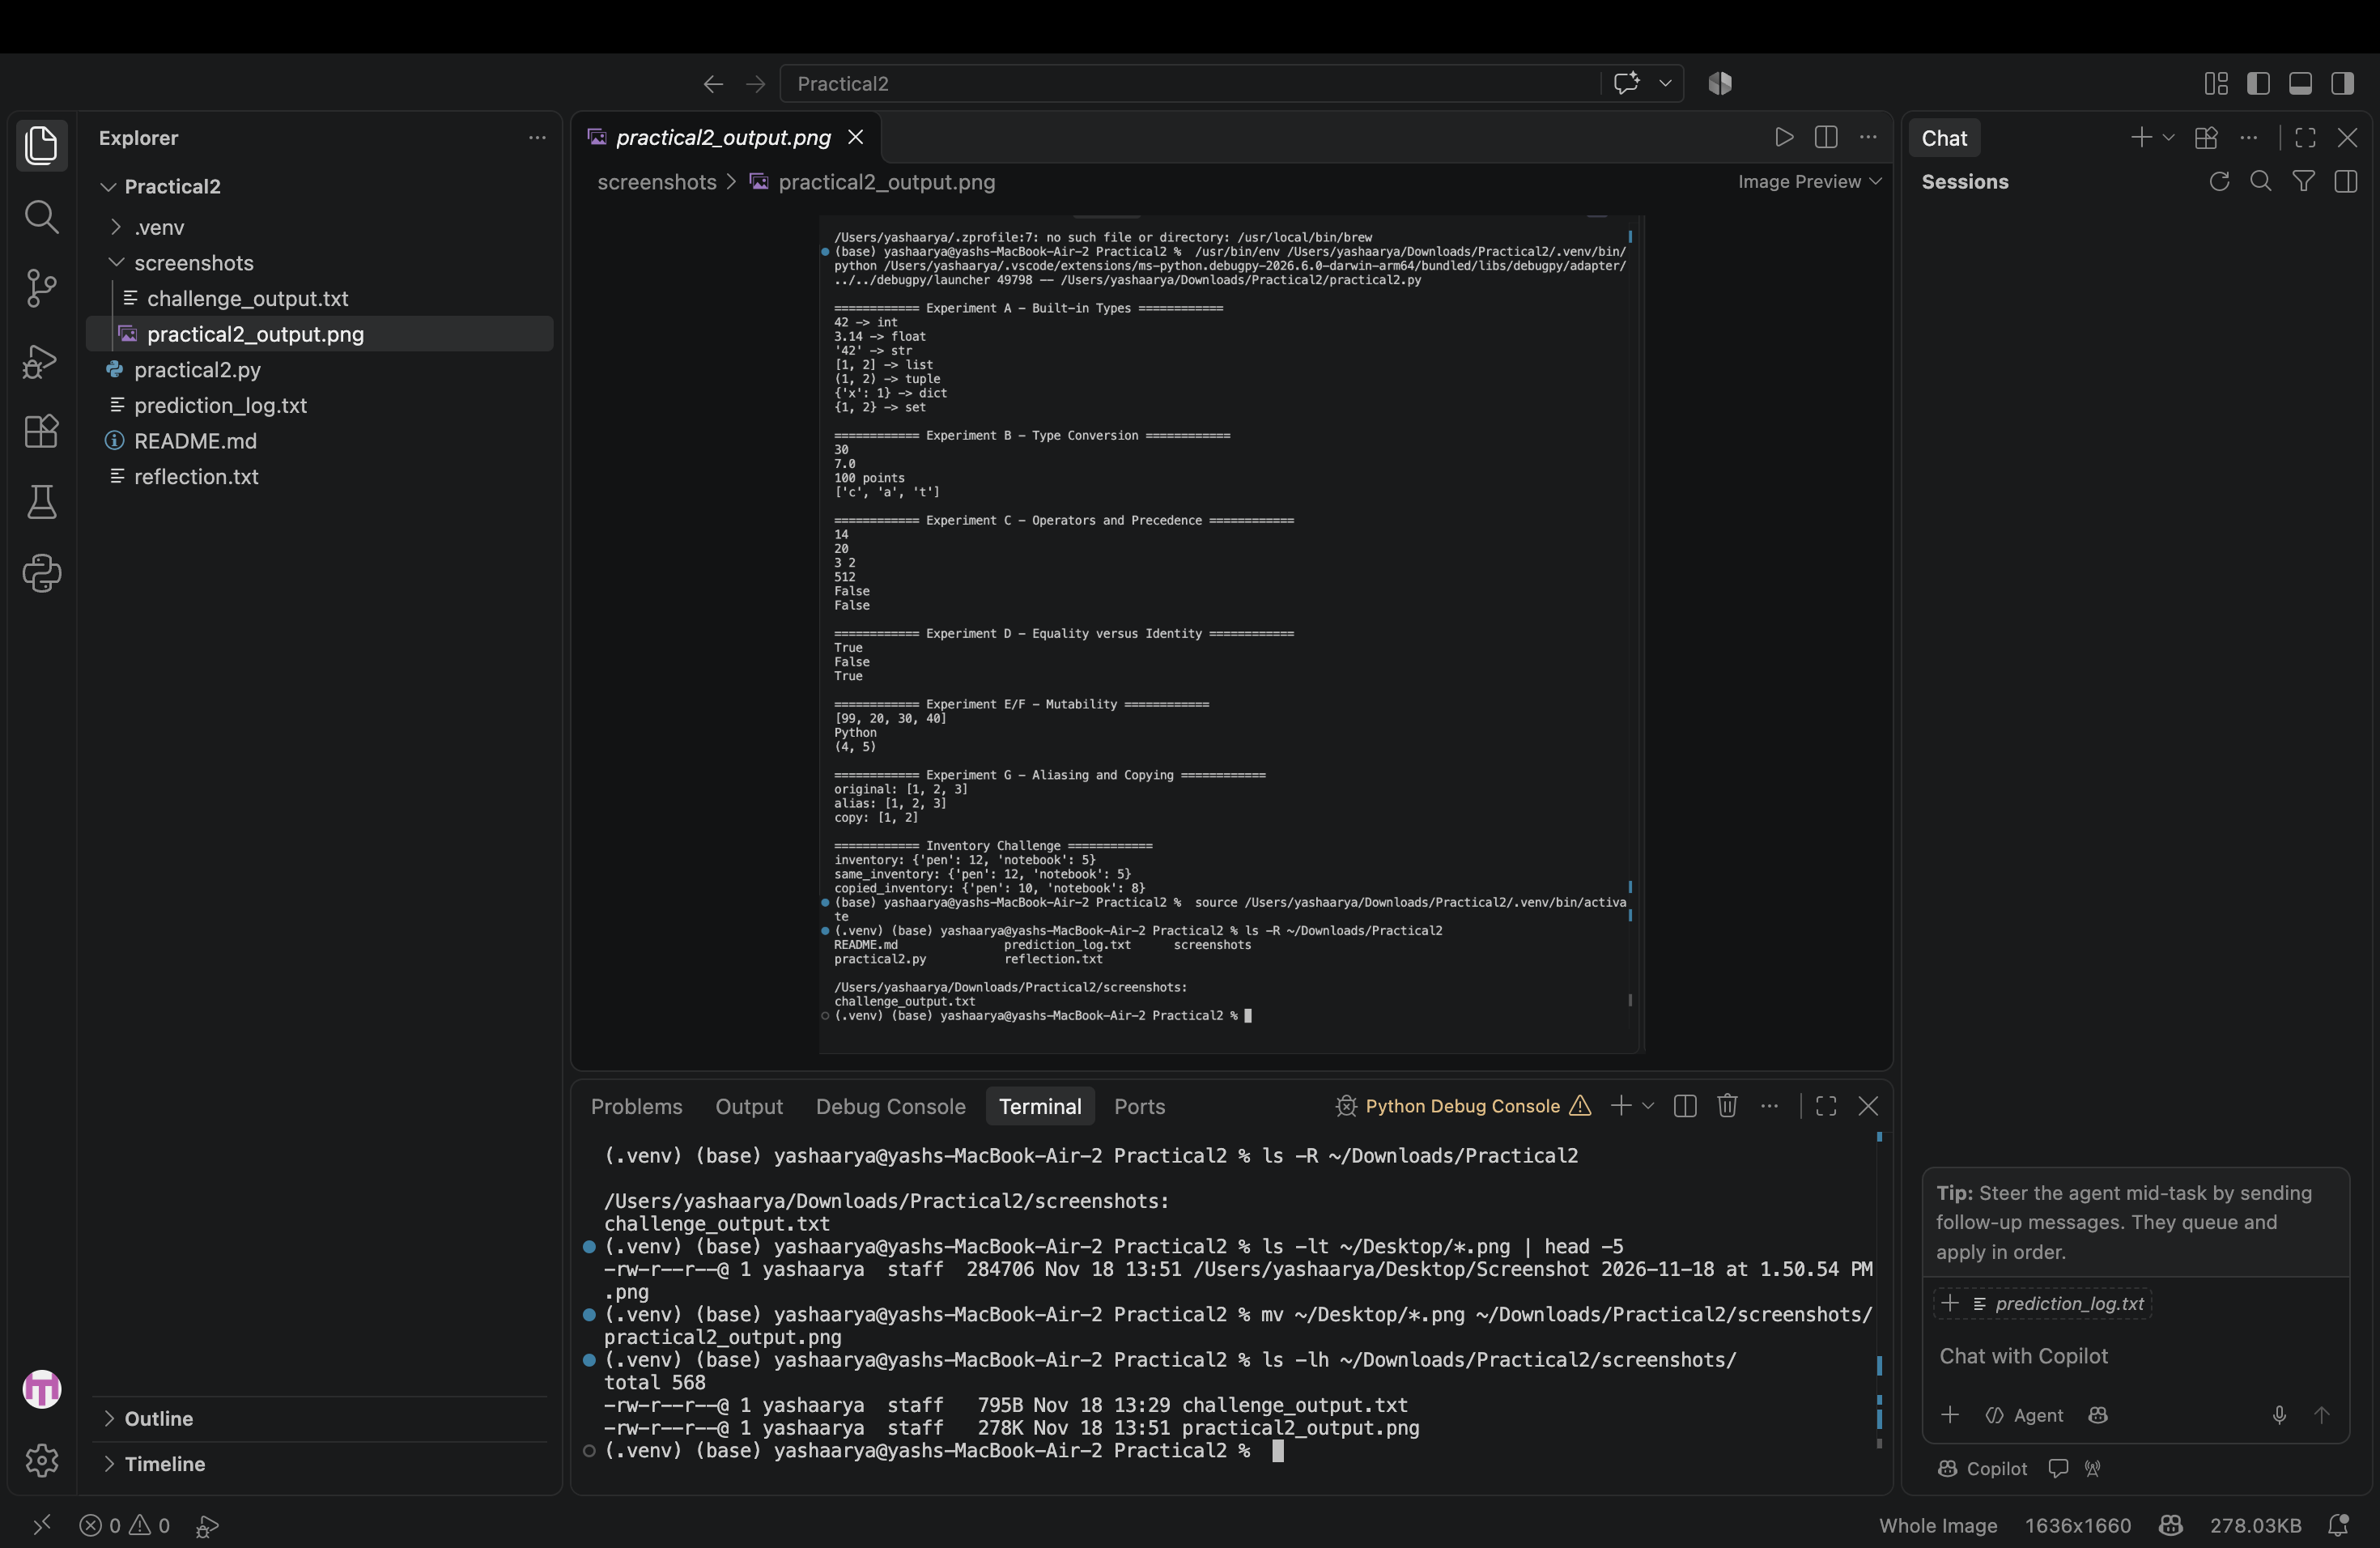 Practical2
Explorer
Practical2
.venv
screenshots
challenge_output.txt
practical2_output.png
practical2.py
prediction_log.txt
README.md
reflection.txt
Outline
Timeline
practical2_output.png
screenshots > practical2_output.png
Image Preview
/Users/yashaarya/.zprofile:7: no such file or directory: /usr/local/bin/brew
(base) yashaarya@yashs-MacBook-Air-2 Practical2 %  /usr/bin/env /Users/yashaarya/Downloads/Practical2/.venv/bin/
python /Users/yashaarya/.vscode/extensions/ms-python.debugpy-2026.6.0-darwin-arm64/bundled/libs/debugpy/adapter/
../../debugpy/launcher 49798 -- /Users/yashaarya/Downloads/Practical2/practical2.py
============ Experiment A - Built-in Types ============
42 -> int
3.14 -> float
'42' -> str
[1, 2] -> list
(1, 2) -> tuple
{'x': 1} -> dict
{1, 2} -> set
============ Experiment B - Type Conversion ============
30
7.0
100 points
['c', 'a', 't']
============ Experiment C - Operators and Precedence ============
14
20
3 2
512
False
False
============ Experiment D - Equality versus Identity ============
True
False
True
============ Experiment E/F - Mutability ============
[99, 20, 30, 40]
Python
(4, 5)
============ Experiment G - Aliasing and Copying ============
original: [1, 2, 3]
alias: [1, 2, 3]
copy: [1, 2]
============ Inventory Challenge ============
inventory: {'pen': 12, 'notebook': 5}
same_inventory: {'pen': 12, 'notebook': 5}
copied_inventory: {'pen': 10, 'notebook': 8}
(base) yashaarya@yashs-MacBook-Air-2 Practical2 %  source /Users/yashaarya/Downloads/Practical2/.venv/bin/activa
te
(.venv) (base) yashaarya@yashs-MacBook-Air-2 Practical2 % ls -R ~/Downloads/Practical2
README.md prediction_log.txt screenshots
practical2.py reflection.txt
/Users/yashaarya/Downloads/Practical2/screenshots:
challenge_output.txt
(.venv) (base) yashaarya@yashs-MacBook-Air-2 Practical2 %
Problems Output Debug Console Terminal Ports Python Debug Console
(.venv) (base) yashaarya@yashs-MacBook-Air-2 Practical2 % ls -R ~/Downloads/Practical2
/Users/yashaarya/Downloads/Practical2/screenshots:
challenge_output.txt
(.venv) (base) yashaarya@yashs-MacBook-Air-2 Practical2 % ls -lt ~/Desktop/*.png | head -5
-rw-r--r--@ 1 yashaarya  staff  284706 Nov 18 13:51 /Users/yashaarya/Desktop/Screenshot 2026-11-18 at 1.50.54 PM
.png
(.venv) (base) yashaarya@yashs-MacBook-Air-2 Practical2 % mv ~/Desktop/*.png ~/Downloads/Practical2/screenshots/
practical2_output.png
(.venv) (base) yashaarya@yashs-MacBook-Air-2 Practical2 % ls -lh ~/Downloads/Practical2/screenshots/
total 568
-rw-r--r--@ 1 yashaarya  staff   795B Nov 18 13:29 challenge_output.txt
-rw-r--r--@ 1 yashaarya  staff   278K Nov 18 13:51 practical2_output.png
(.venv) (base) yashaarya@yashs-MacBook-Air-2 Practical2 %
Chat
Sessions
Tip: Steer the agent mid-task by sending
follow-up messages. They queue and
apply in order.
prediction_log.txt
Chat with Copilot
Agent
Copilot
0 0
Whole Image 1636x1660 278.03KB